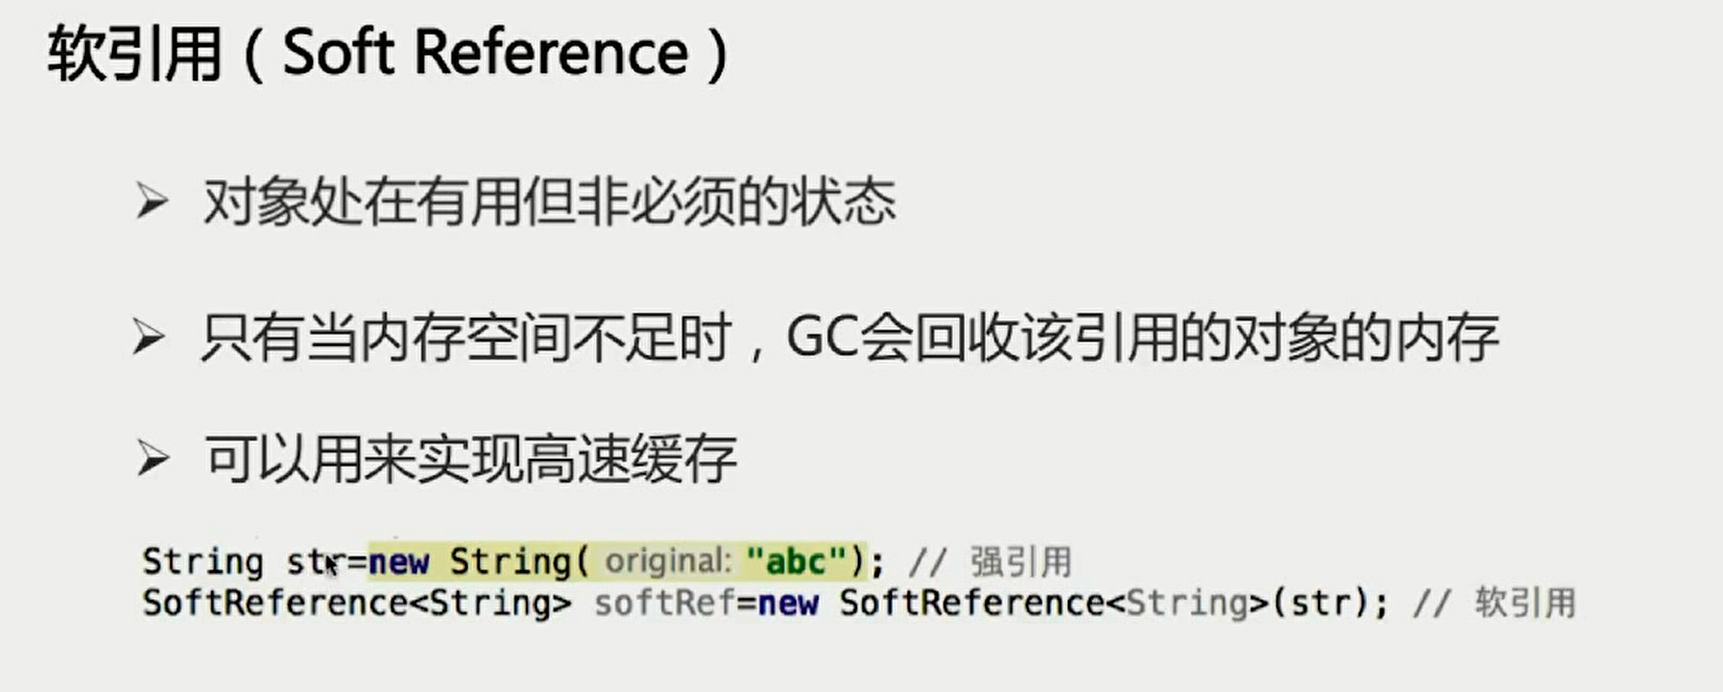 软引用（Soft Reference）
对象处在有用但非必须的状态
只有当内存空间不足时，GC会回收该引用的对象的内存
可以用来实现高速缓存
String str=new String( original: "abc"); // 强引用
SoftReference<String> softRef=new SoftReference<String>(str); // 软引用